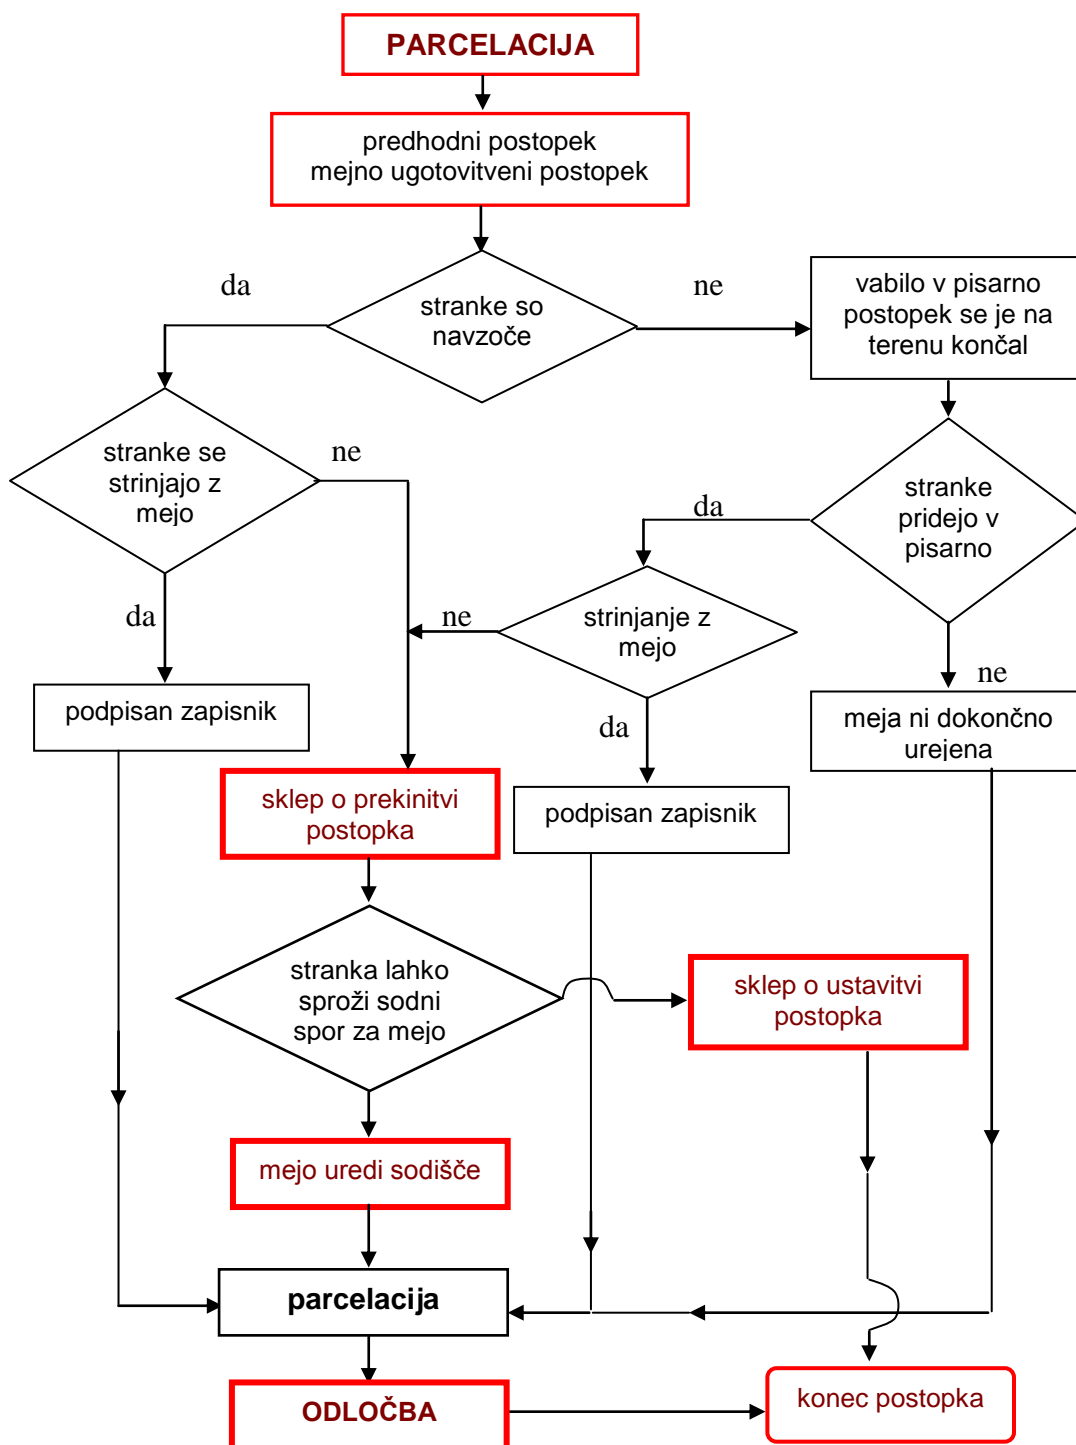 PARCELACIJA
predhodni postopek
mejno ugotovitveni postopek
da
ne
stranke so
navzoče
vabilo v pisarno
postopek se je na
terenu končal
stranke se
strinjajo z
mejo
ne
da
stranke
pridejo v
pisarno
da
ne
strinjanje z
mejo
ne
podpisan zapisnik
da
meja ni dokončno
urejena
sklep o prekinitvi
postopka
podpisan zapisnik
stranka lahko
sproži sodni
spor za mejo
sklep o ustavitvi
postopka
mejo uredi sodišče
parcelacija
ODLOČBA
konec postopka